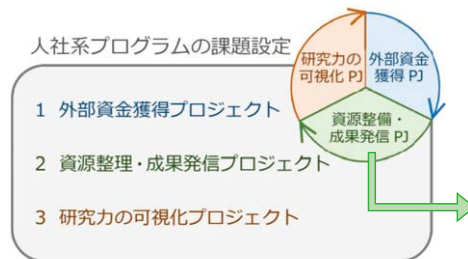 人社系プログラムの課題設定
研究力の
可視化 PJ
外部資金
獲得 PJ
資源整備・
成果発信 PJ
1 外部資金獲得プロジェクト
2 資源整理・成果発信プロジェクト
3 研究力の可視化プロジェクト